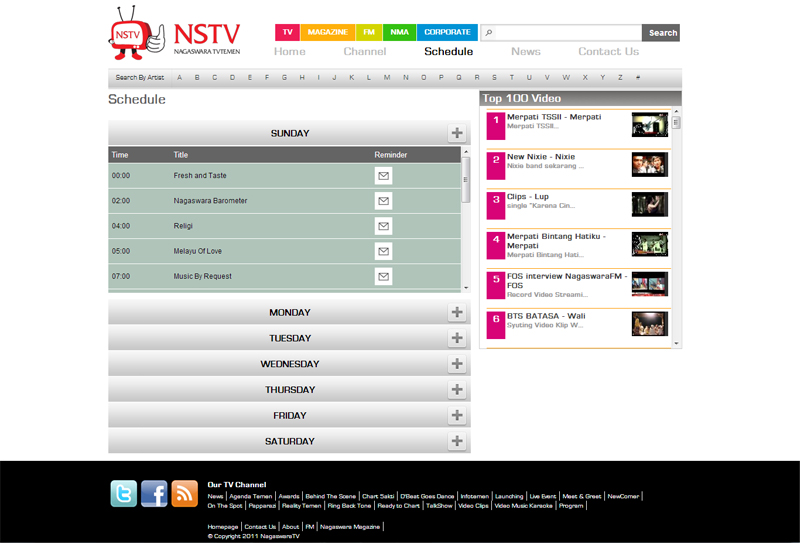 NSTV
NSTV
NAGASWARA TVTEMEN
TV MAGAZINE FM NMA CORPORATE
Search
Home Channel Schedule News Contact Us
Search By Artist A B C D E F G H I J K L M N O P Q R S T U V W X Y Z #
Schedule
SUNDAY
Time Title Reminder
00:00 Fresh and Taste
02:00 Nagaswara Barometer
04:00 Religi
05:00 Melayu Of Love
07:00 Music By Request
MONDAY
TUESDAY
WEDNESDAY
THURSDAY
FRIDAY
SATURDAY
Top 100 Video
1 Merpati TSSII - Merpati
Merpati TSSII...
2 New Nixie - Nixie
Nixie band sekarang ...
3 Clips - Lup
single "Karena Cin...
4 Merpati Bintang Hatiku -
Merpati
Merpati Bintang Hati...
5 FOS interview NagaswaraFM -
FOS
Record Video Streami...
6 BTS BATASA - Wali
Syuting Video Klip W...
Our TV Channel
News | Agenda Temen | Awards | Behind The Scene | Chart Sakti | D'Beat Goes Dance | Infotemen | Launching | Live Event | Meet & Greet | NewComer |
On The Spot | Papparazi | Reality Temen | Ring Back Tone | Ready to Chart | TalkShow | Video Clips | Video Music Karaoke | Program |
Homepage | Contact Us | About | FM | Nagaswara Magazine |
© Copyright 2011 NagaswaraTV